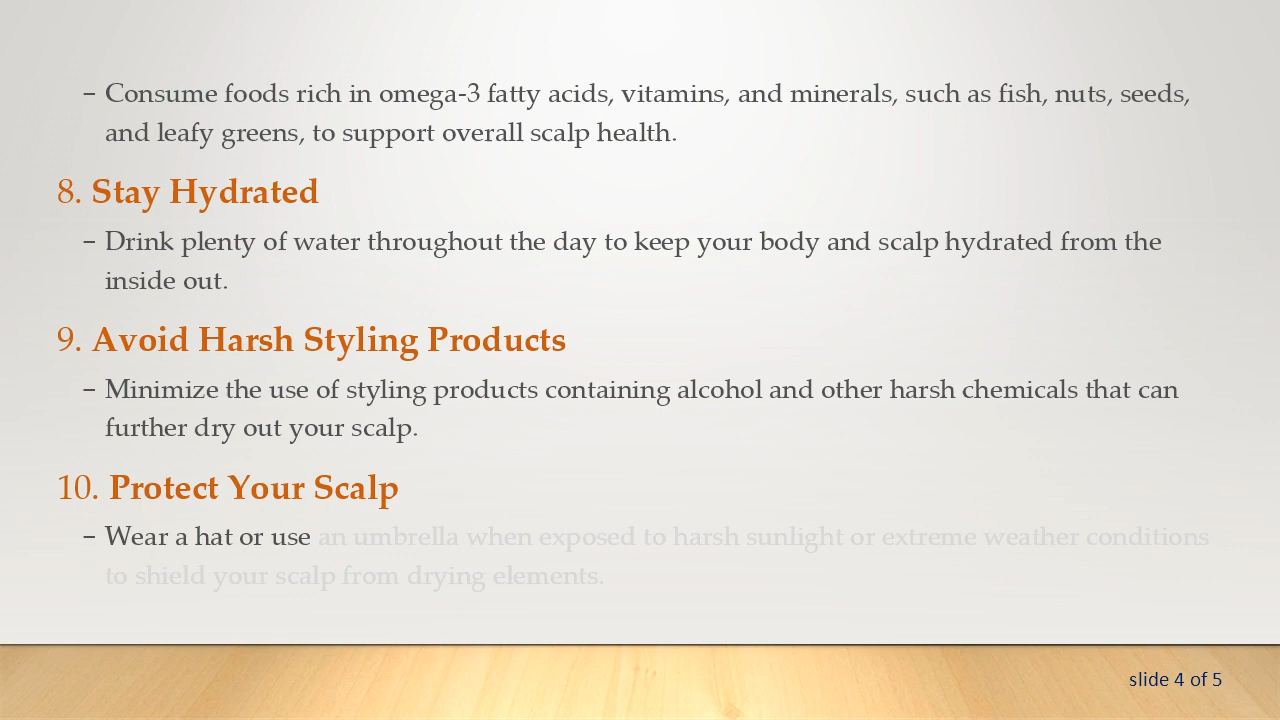 – Consume foods rich in omega-3 fatty acids, vitamins, and minerals, such as fish, nuts, seeds,
and leafy greens, to support overall scalp health.
8. Stay Hydrated
– Drink plenty of water throughout the day to keep your body and scalp hydrated from the
inside out.
9. Avoid Harsh Styling Products
– Minimize the use of styling products containing alcohol and other harsh chemicals that can
further dry out your scalp.
10. Protect Your Scalp
– Wear a hat or use an umbrella when exposed to harsh sunlight or extreme weather conditions
to shield your scalp from drying elements.
slide 4 of 5